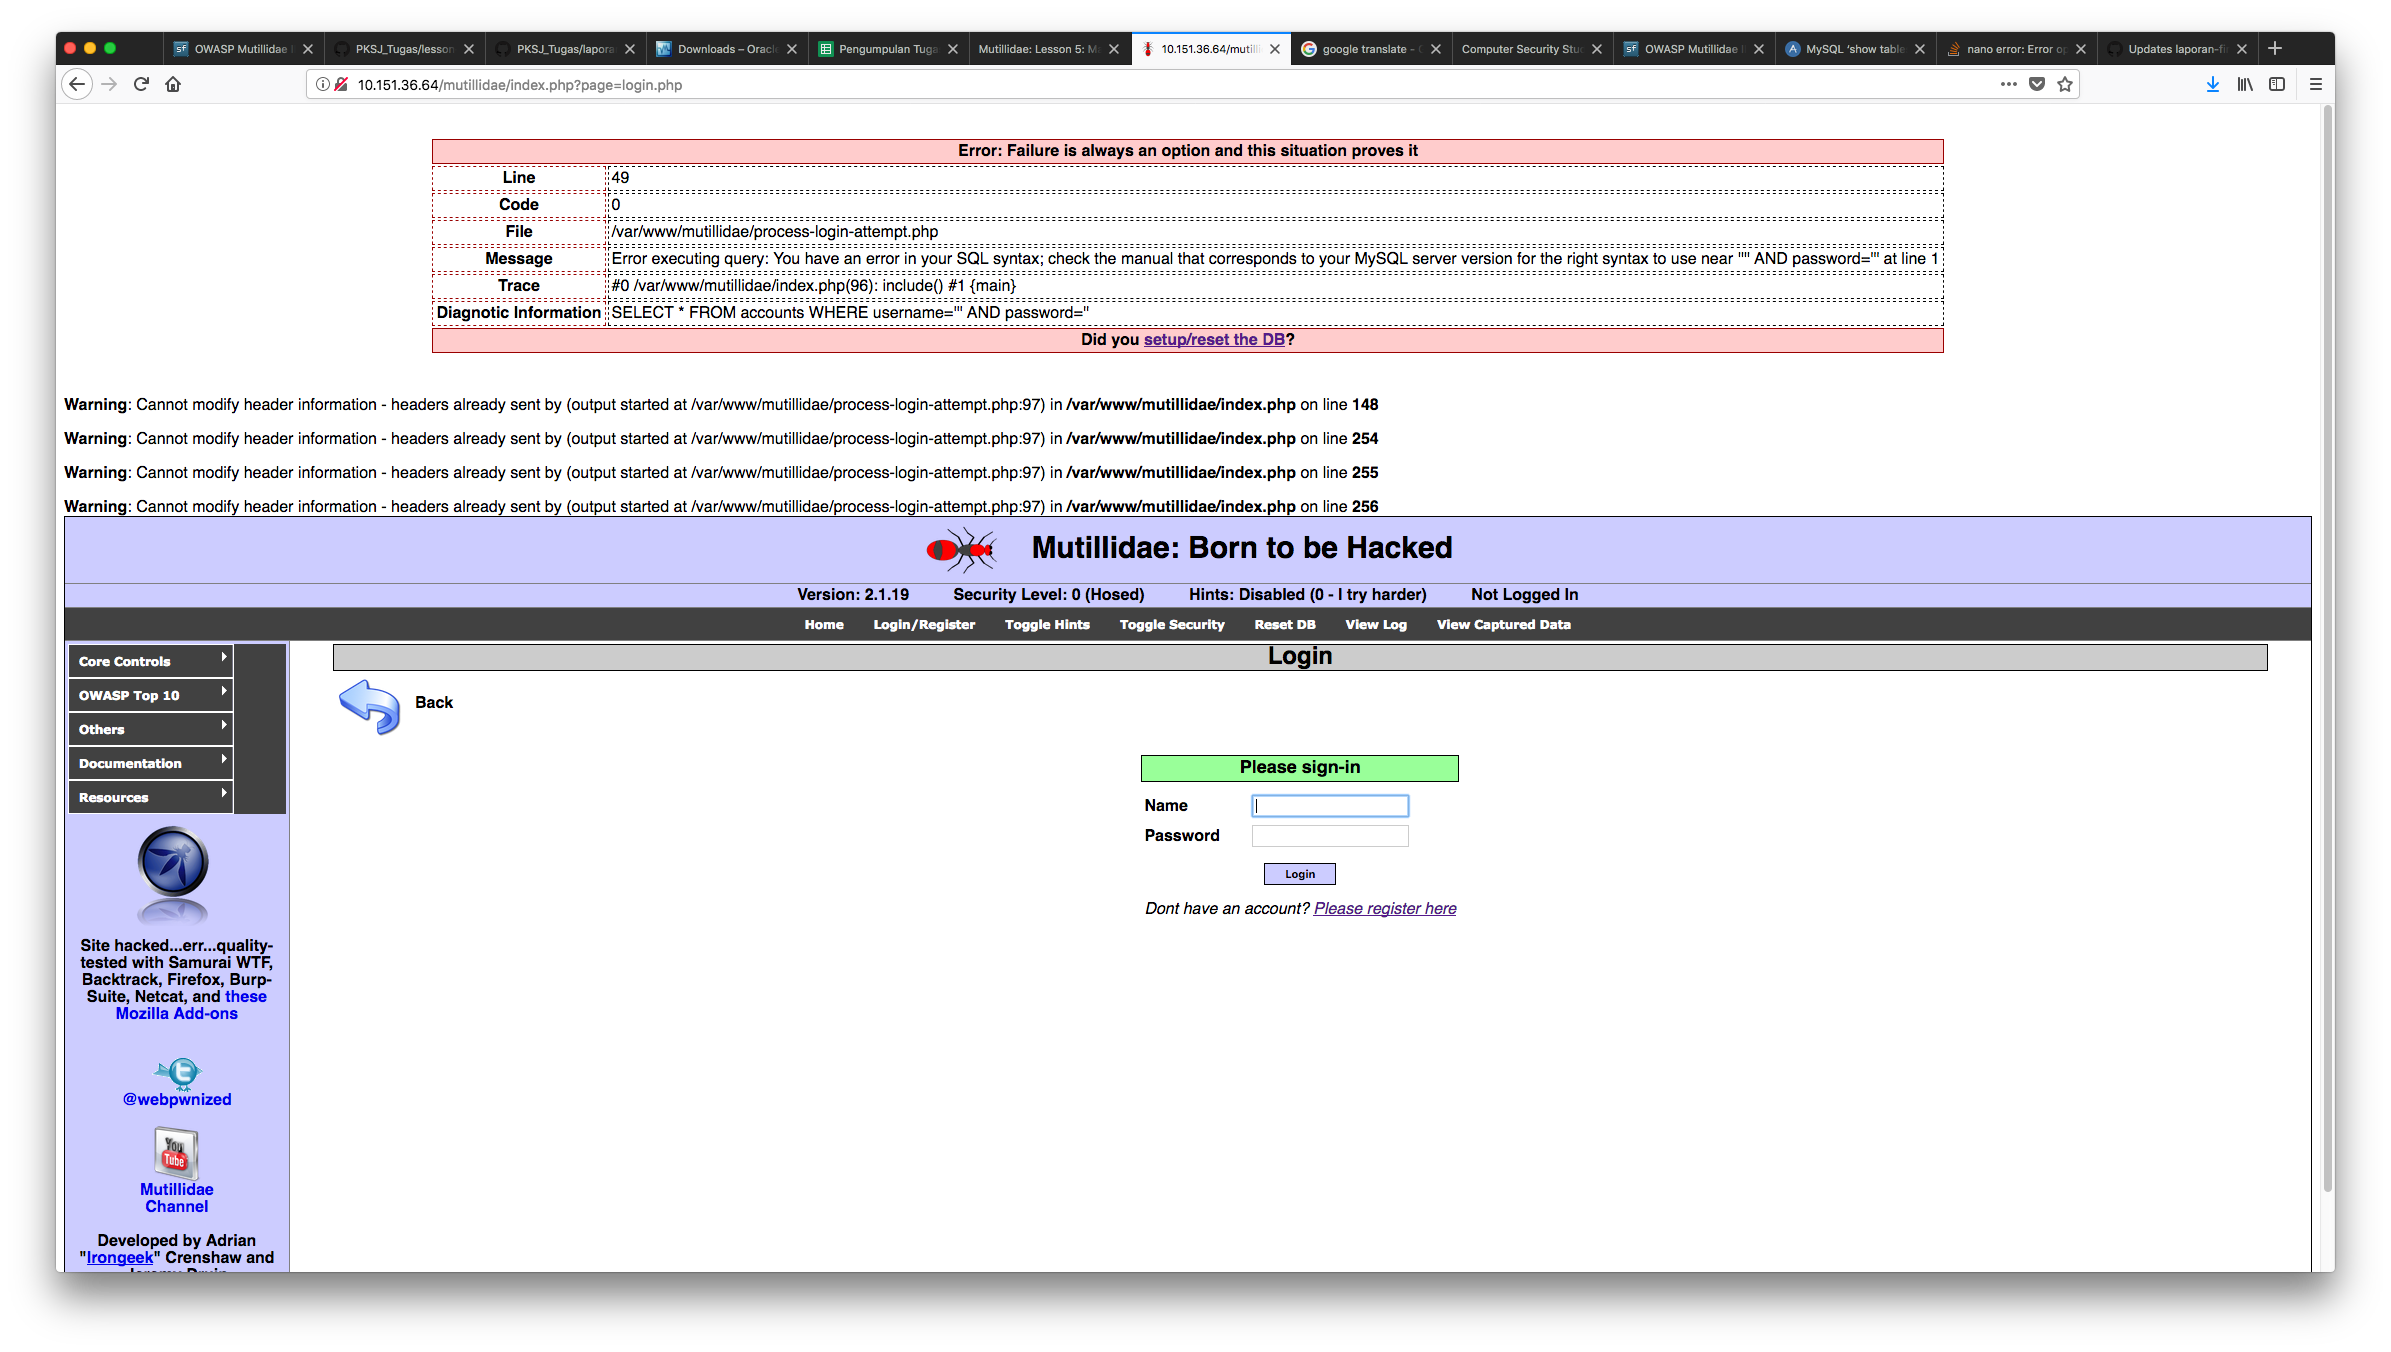 OWASP Mutillidae
PKSJ_Tugas/lesson
PKSJ_Tugas/lapora
Downloads – Oracl
Pengumpulan Tuga
Mutillidae: Lesson 5: M
10.151.36.64/mutill
google translate -
Computer Security Stu
OWASP Mutillidae
MySQL 'show table
nano error: Error op
Updates laporan-fi
10.151.36.64/mutillidae/index.php?page=login.php
Error: Failure is always an option and this situation proves it
Line 49
Code 0
File /var/www/mutillidae/process-login-attempt.php
Message Error executing query: You have an error in your SQL syntax; check the manual that corresponds to your MySQL server version for the right syntax to use near ''''' AND password=''' at line 1
Trace #0 /var/www/mutillidae/index.php(96): include() #1 {main}
Diagnotic Information SELECT * FROM accounts WHERE username=''' AND password=''
Did you setup/reset the DB?
Warning: Cannot modify header information - headers already sent by (output started at /var/www/mutillidae/process-login-attempt.php:97) in /var/www/mutillidae/index.php on line 148
Warning: Cannot modify header information - headers already sent by (output started at /var/www/mutillidae/process-login-attempt.php:97) in /var/www/mutillidae/index.php on line 254
Warning: Cannot modify header information - headers already sent by (output started at /var/www/mutillidae/process-login-attempt.php:97) in /var/www/mutillidae/index.php on line 255
Warning: Cannot modify header information - headers already sent by (output started at /var/www/mutillidae/process-login-attempt.php:97) in /var/www/mutillidae/index.php on line 256
Mutillidae: Born to be Hacked
Version: 2.1.19 Security Level: 0 (Hosed) Hints: Disabled (0 - I try harder) Not Logged In
Home Login/Register Toggle Hints Toggle Security Reset DB View Log View Captured Data
Core Controls
OWASP Top 10
Others
Documentation
Resources
Login
Back
Please sign-in
Name
Password
Login
Dont have an account? Please register here
Site hacked...err...quality-
tested with Samurai WTF,
Backtrack, Firefox, Burp-
Suite, Netcat, and these
Mozilla Add-ons
@webpwnized
You
Tube
Mutillidae
Channel
Developed by Adrian
"Irongeek" Crenshaw and